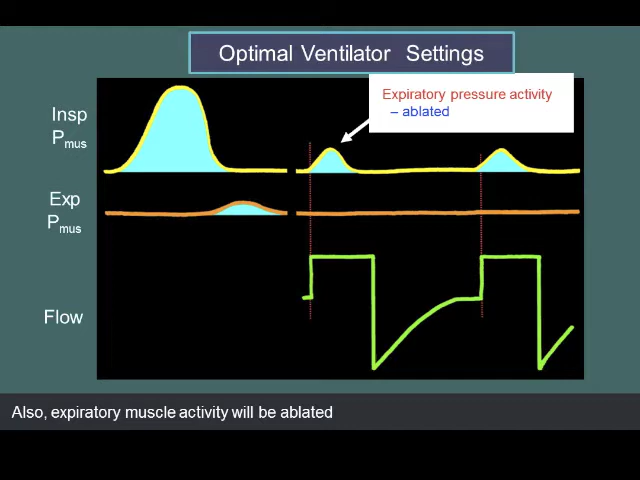 Optimal Ventilator Settings
Expiratory pressure activity
– ablated
Insp
Pmus
Exp
Pmus
Flow
Also, expiratory muscle activity will be ablated